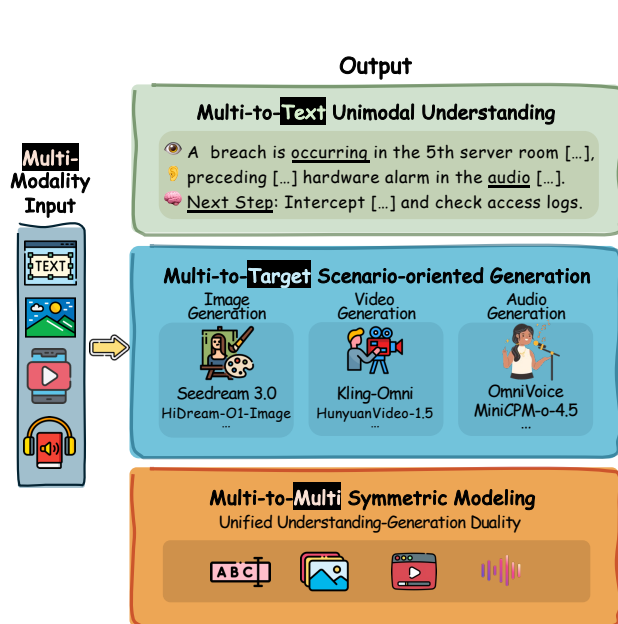 Output
Multi-to-Text Unimodal Understanding
A breach is occurring in the 5th server room […],
preceding […] hardware alarm in the audio […].
Next Step: Intercept […] and check access logs.
Multi-
Modality
Input
TEXT
Multi-to-Target Scenario-oriented Generation
Image
Generation
Seedream 3.0
HiDream-O1-Image
…
Video
Generation
Kling-Omni
HunyuanVideo-1.5
…
Audio
Generation
OmniVoice
MiniCPM-o-4.5
…
Multi-to-Multi Symmetric Modeling
Unified Understanding-Generation Duality
ABC